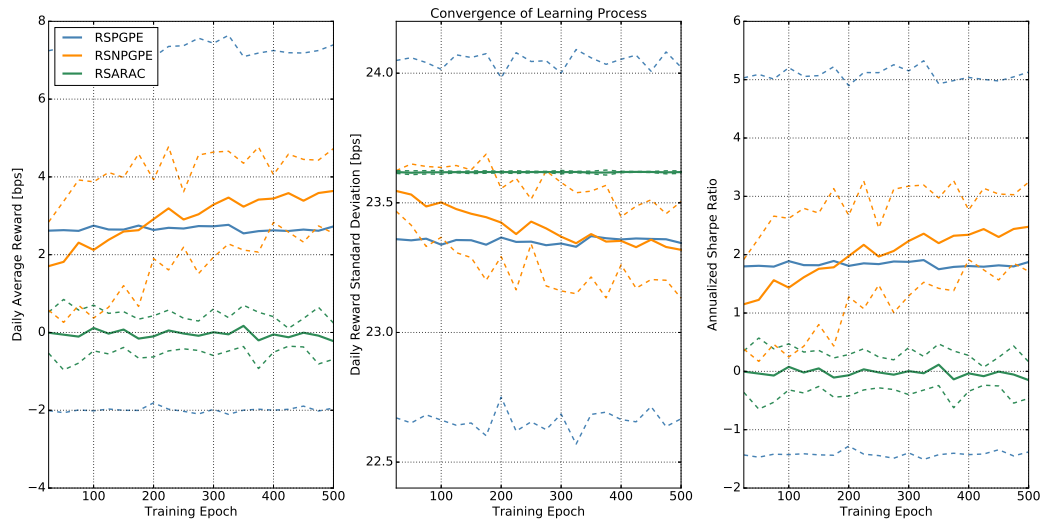 Convergence of Learning Process
Daily Average Reward [bps]
8
6
4
2
0
−2
−4
RSPGPE
RSNPGPE
RSARAC
100 200 300 400 500
Training Epoch
Daily Reward Standard Deviation [bps]
24.0
23.5
23.0
22.5
100 200 300 400 500
Training Epoch
Annualized Sharpe Ratio
6
5
4
3
2
1
0
−1
−2
100 200 300 400 500
Training Epoch